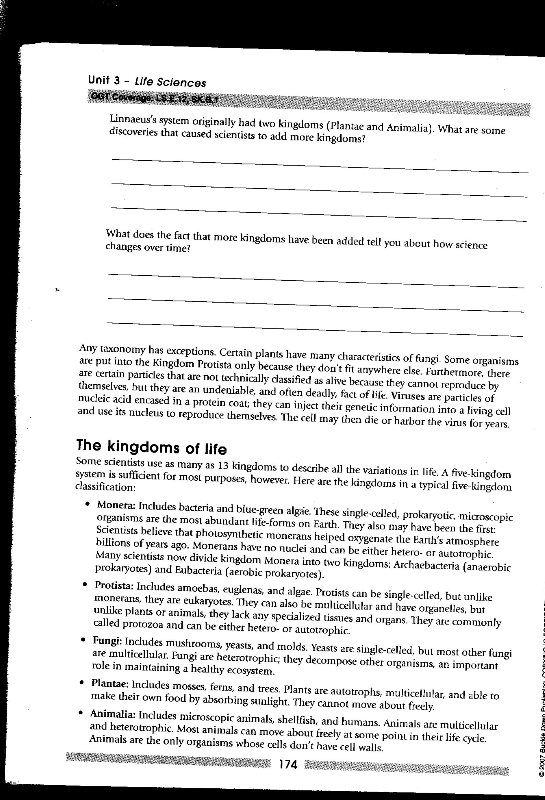 Unit 3 – Life Sciences
OGT Coverage: LS.E.12, SK.B.1
Linnaeus's system originally had two kingdoms (Plantae and Animalia). What are some
discoveries that caused scientists to add more kingdoms?
What does the fact that more kingdoms have been added tell you about how science
changes over time?
Any taxonomy has exceptions. Certain plants have many characteristics of fungi. Some organisms
are put into the Kingdom Protista only because they don't fit anywhere else. Furthermore, there
are certain particles that are not technically classified as alive because they cannot reproduce by
themselves, but they are an undeniable, and often deadly, fact of life. Viruses are particles of
nucleic acid encased in a protein coat; they can inject their genetic information into a living cell
and use its nucleus to reproduce themselves. The cell may then die or harbor the virus for years.
The kingdoms of life
Some scientists use as many as 13 kingdoms to describe all the variations in life. A five-kingdom
system is sufficient for most purposes, however. Here are the kingdoms in a typical five-kingdom
classification:
• Monera: Includes bacteria and blue-green algae. These single-celled, prokaryotic, microscopic
organisms are the most abundant life-forms on Earth. They also may have been the first:
Scientists believe that photosynthetic monerans helped oxygenate the Earth's atmosphere
billions of years ago. Monerans have no nuclei and can be either hetero- or autotrophic.
Many scientists now divide kingdom Monera into two kingdoms: Archaebacteria (anaerobic
prokaryotes) and Eubacteria (aerobic prokaryotes).
• Protista: Includes amoebas, euglenas, and algae. Protists can be single-celled, but unlike
monerans, they are eukaryotes. They can also be multicellular and have organelles, but
unlike plants or animals, they lack any specialized tissues and organs. They are commonly
called protozoa and can be either hetero- or autotrophic.
• Fungi: Includes mushrooms, yeasts, and molds. Yeasts are single-celled, but most other fungi
are multicellular. Fungi are heterotrophic; they decompose other organisms, an important
role in maintaining a healthy ecosystem.
• Plantae: Includes mosses, ferns, and trees. Plants are autotrophs, multicellular, and able to
make their own food by absorbing sunlight. They cannot move about freely.
• Animalia: Includes microscopic animals, shellfish, and humans. Animals are multicellular
and heterotrophic. Most animals can move about freely at some point in their life cycle.
Animals are the only organisms whose cells don't have cell walls.
174
© 2007 Buckle Down